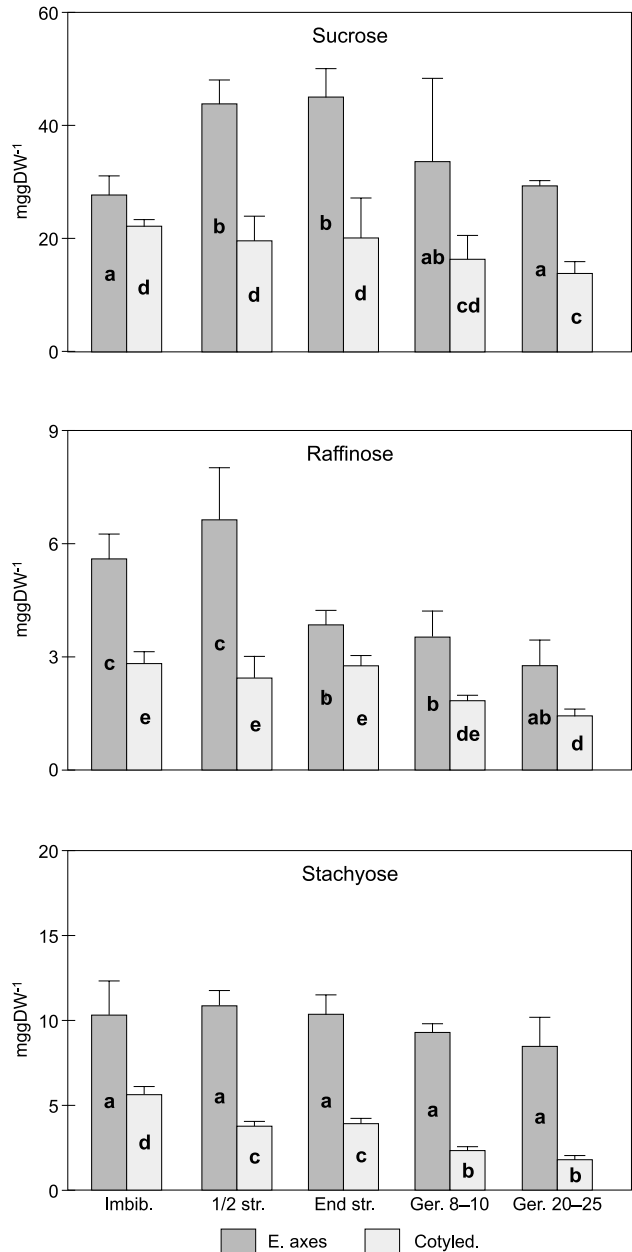 Sucrose
60
40
20
0
mggDW⁻¹
a d b d b d ab cd a c
Raffinose
9
6
3
0
mggDW⁻¹
c e c e b e b de ab d
Stachyose
20
15
10
5
0
mggDW⁻¹
a d a c a c a b a b
Imbib. 1/2 str. End str. Ger. 8–10 Ger. 20–25
E. axes Cotyled.